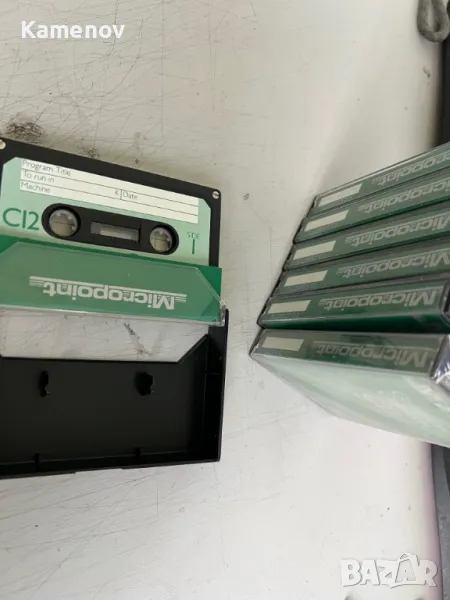 Kamenov
Program Title
To run in
Machine
K
Date
C12
SIDE
1
Micropoint
Micropoint
Micropoint
Micropoint
Micropoint
Micropoint
Micropoint
BAZAR